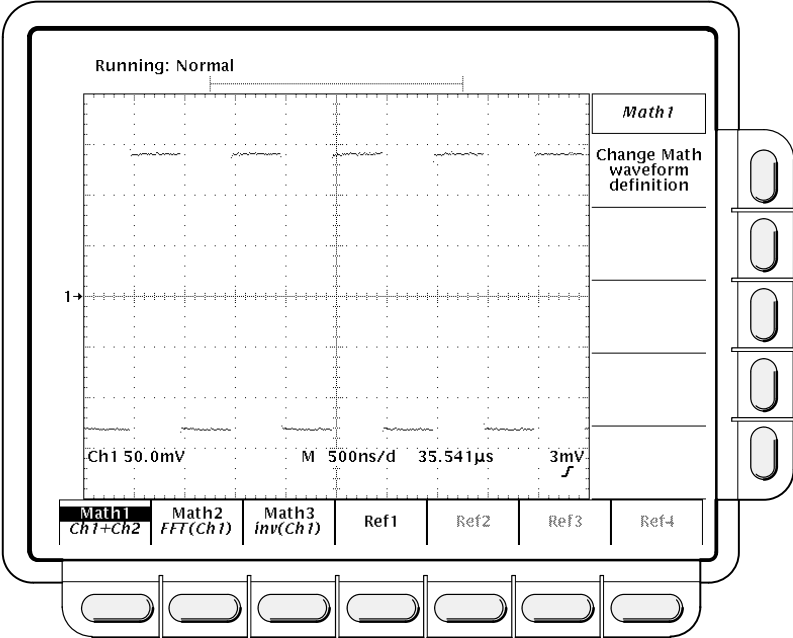 Running: Normal
Math1
Change Math
waveform
definition
1
Ch1 50.0mV M 500ns/d 35.541µs 3mV
Math1
Ch1+Ch2
Math2
FFT(Ch1)
Math3
inv(Ch1)
Ref1
Ref2
Ref3
Ref4